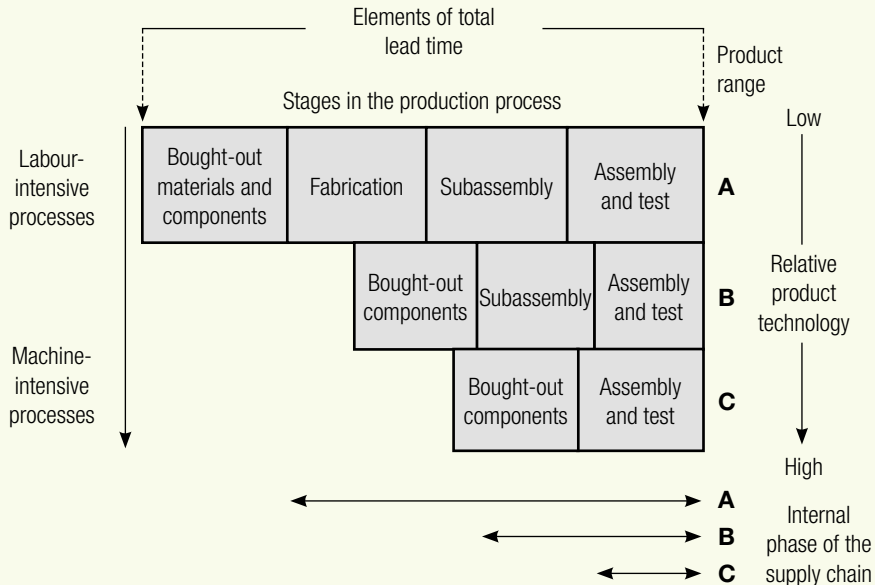 Elements of total
lead time
Product
range
Stages in the production process
Low
Labour-
intensive
processes
Bought-out
materials and
components
Fabrication
Subassembly
Assembly
and test
A
Bought-out
components
Subassembly
Assembly
and test
B
Relative
product
technology
Machine-
intensive
processes
Bought-out
components
Assembly
and test
C
High
A
B
C
Internal
phase of the
supply chain